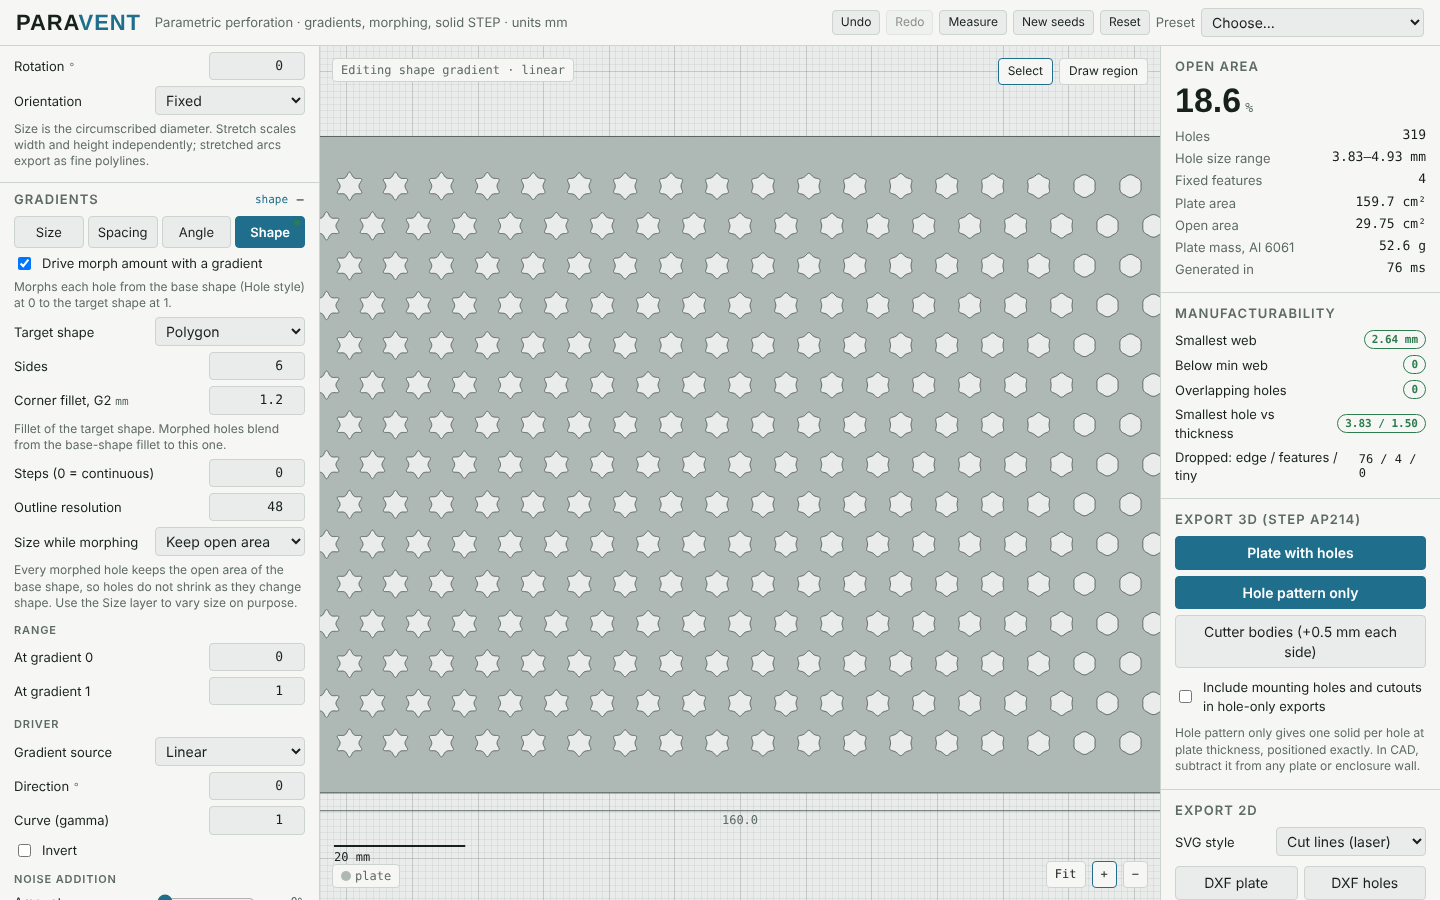 PARAVENT Parametric perforation · gradients, morphing, solid STEP · units mm Undo Redo Measure New seeds Reset Preset Choose...
Rotation ° 0
Orientation Fixed
Size is the circumscribed diameter. Stretch scales
width and height independently; stretched arcs
export as fine polylines.
GRADIENTS shape −
Size Spacing Angle Shape
Drive morph amount with a gradient
Morphs each hole from the base shape (Hole style)
at 0 to the target shape at 1.
Target shape Polygon
Sides 6
Corner fillet, G2 mm 1.2
Fillet of the target shape. Morphed holes blend
from the base-shape fillet to this one.
Steps (0 = continuous) 0
Outline resolution 48
Size while morphing Keep open area
Every morphed hole keeps the open area of the
base shape, so holes do not shrink as they change
shape. Use the Size layer to vary size on purpose.
RANGE
At gradient 0 0
At gradient 1 1
DRIVER
Gradient source Linear
Direction ° 0
Curve (gamma) 1
Invert
NOISE ADDITION
Editing shape gradient · linear
Select Draw region
160.0
20 mm
plate
Fit + −
OPEN AREA
18.6 %
Holes 319
Hole size range 3.83–4.93 mm
Fixed features 4
Plate area 159.7 cm²
Open area 29.75 cm²
Plate mass, Al 6061 52.6 g
Generated in 76 ms
MANUFACTURABILITY
Smallest web 2.64 mm
Below min web 0
Overlapping holes 0
Smallest hole vs
thickness 3.83 / 1.50
Dropped: edge / features /
tiny 76 / 4 /
0
EXPORT 3D (STEP AP214)
Plate with holes
Hole pattern only
Cutter bodies (+0.5 mm each
side)
Include mounting holes and cutouts
in hole-only exports
Hole pattern only gives one solid per hole at
plate thickness, positioned exactly. In CAD,
subtract it from any plate or enclosure wall.
EXPORT 2D
SVG style Cut lines (laser)
DXF plate DXF holes